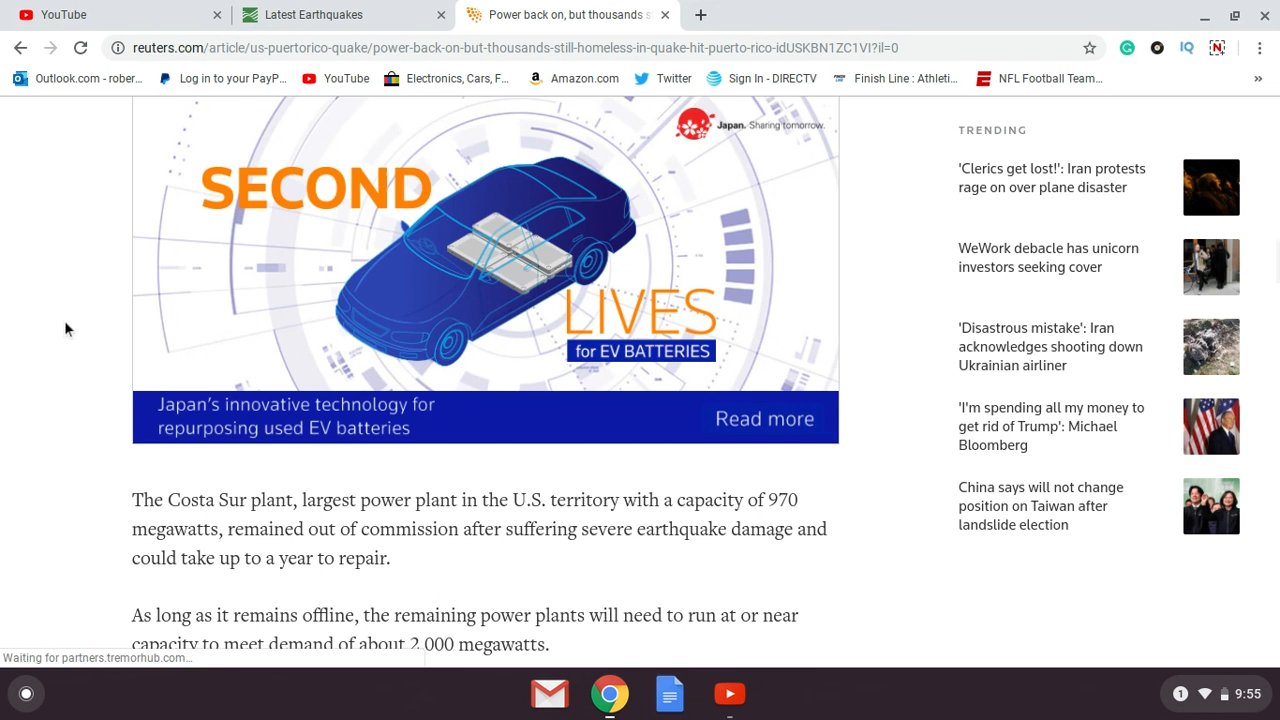 YouTube
Latest Earthquakes
Power back on, but thousands s
reuters.com/article/us-puertorico-quake/power-back-on-but-thousands-still-homeless-in-quake-hit-puerto-rico-idUSKBN1ZC1VI?il=0
Outlook.com - rober...
Log in to your PayP...
YouTube
Electronics, Cars, F...
Amazon.com
Twitter
Sign In - DIRECTV
Finish Line : Athleti...
NFL Football Team...
Japan. Sharing tomorrow.
SECOND
LIVES
for EV BATTERIES
Japan's innovative technology for
repurposing used EV batteries
Read more
The Costa Sur plant, largest power plant in the U.S. territory with a capacity of 970
megawatts, remained out of commission after suffering severe earthquake damage and
could take up to a year to repair.
As long as it remains offline, the remaining power plants will need to run at or near
capacity to meet demand of about 2,000 megawatts.
TRENDING
'Clerics get lost!': Iran protests
rage on over plane disaster
WeWork debacle has unicorn
investors seeking cover
'Disastrous mistake': Iran
acknowledges shooting down
Ukrainian airliner
'I'm spending all my money to
get rid of Trump': Michael
Bloomberg
China says will not change
position on Taiwan after
landslide election
Waiting for partners.tremorhub.com...
1
9:55